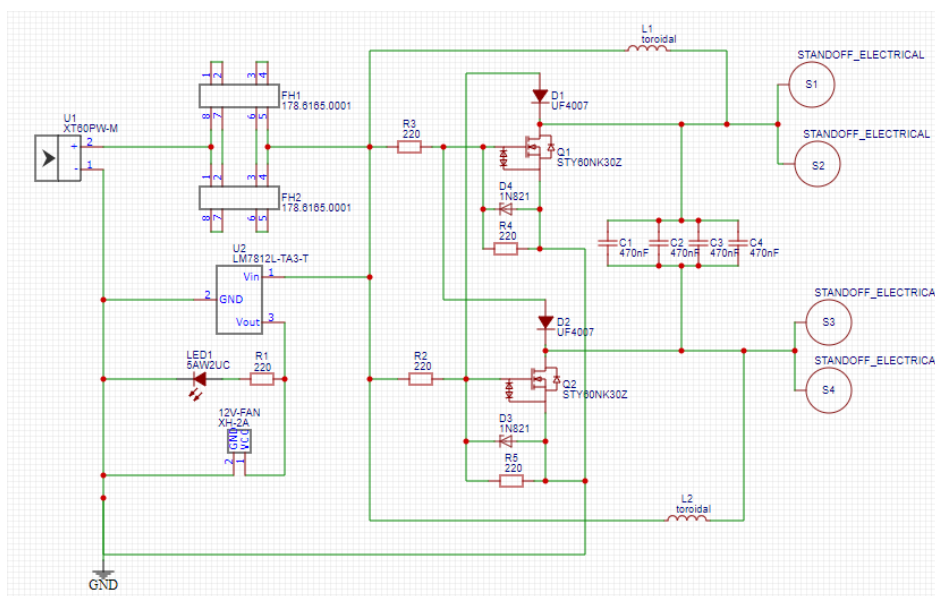 L1
toroidal
STANDOFF_ELECTRICAL
S1
STANDOFF_ELECTRICAL
S2
U1
XT60PW-M
+ 2
- 1
1 2 3 4
FH1
178.6165.0001
8 7 6 5
1 2 3 4
FH2
178.6165.0001
8 7 6 5
R3
220
D1
UF4007
Q1
STY60NK30Z
D4
1N821
R4
220
C1
470nF
C2
470nF
C3
470nF
C4
470nF
U2
LM7812L-TA3-T
Vin 1
2 GND
Vout 3
STANDOFF_ELECTRICA
S3
STANDOFF_ELECTRICA
S4
D2
UF4007
Q2
STY60NK30Z
R2
220
LED1
5AW2UC
R1
220
12V-FAN
XH-2A
GND
VCC
2 1
D3
1N821
R5
220
L2
toroidal
GND